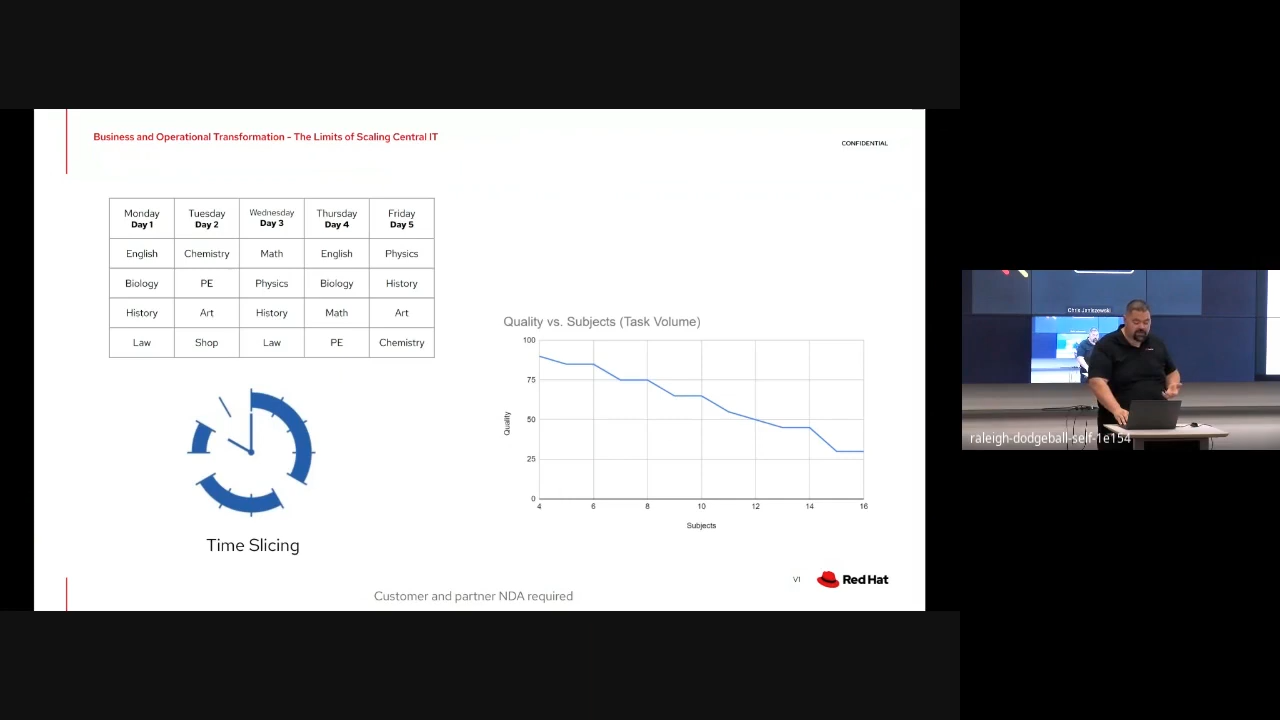 Business and Operational Transformation - The Limits of Scaling Central IT
CONFIDENTIAL
Monday Tuesday Wednesday Thursday Friday
Day 1 Day 2 Day 3 Day 4 Day 5
English Chemistry Math English Physics
Biology PE Physics Biology History
History Art History Math Art
Law Shop Law PE Chemistry
Time Slicing
Quality vs. Subjects (Task Volume)
Quality
100
75
50
25
0
4 6 8 10 12 14 16
Subjects
V1
Red Hat
Customer and partner NDA required
Chris Janiszewski
raleigh-dodgeball-self-1e154